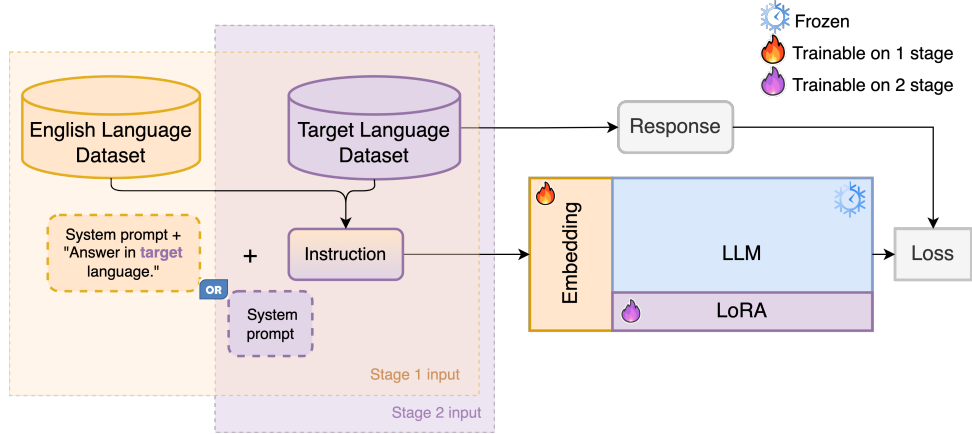 Frozen
Trainable on 1 stage
Trainable on 2 stage
English Language
Dataset
Target Language
Dataset
Response
System prompt +
"Answer in target
language."
+
Instruction
OR
System
prompt
Embedding
LLM
LoRA
Loss
Stage 1 input
Stage 2 input